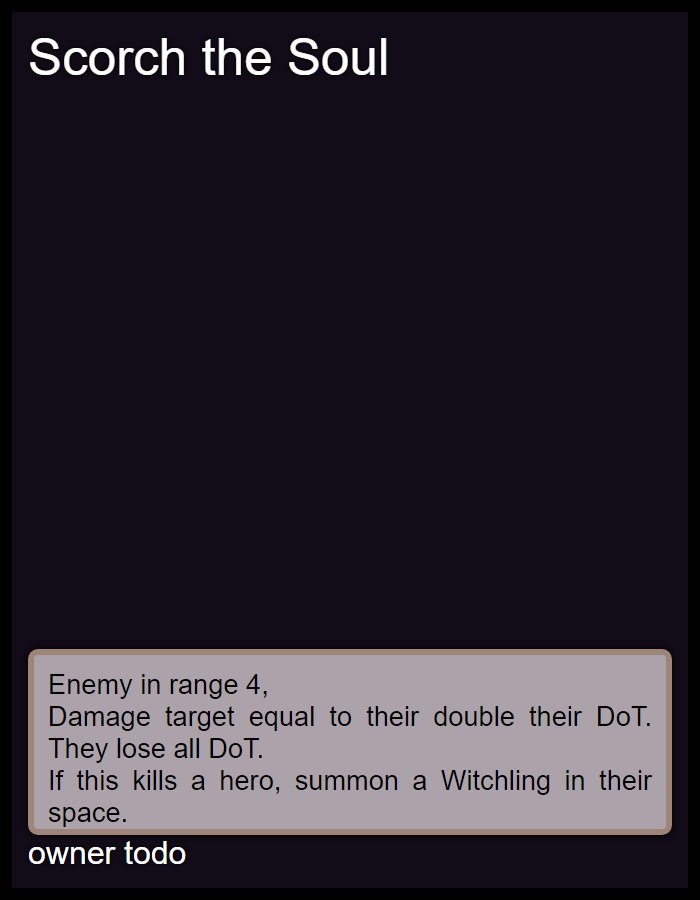 Scorch the Soul
Enemy in range 4,
Damage target equal to their double their DoT.
They lose all DoT.
If this kills a hero, summon a Witchling in their
space.
owner todo